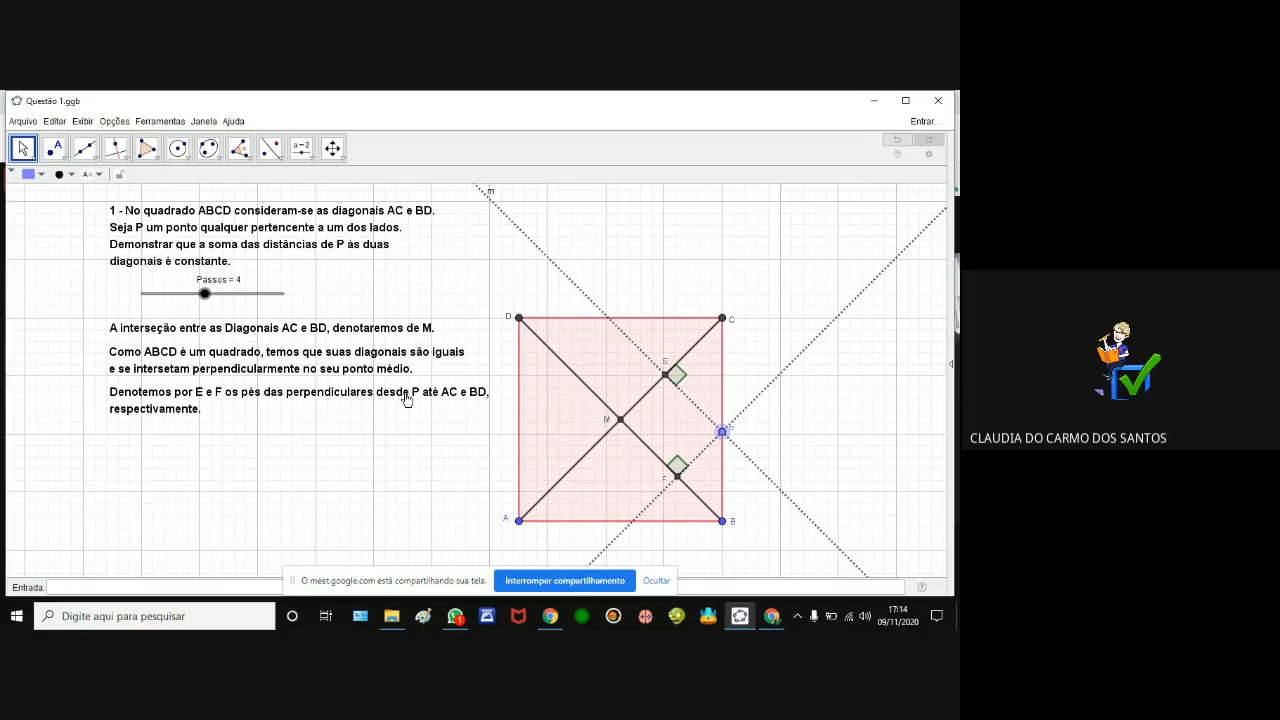 Questão 1.ggb
Arquivo Editar Exibir Opções Ferramentas Janela Ajuda
Entrar...
A
a=2
AA
m
1 - No quadrado ABCD consideram-se as diagonais AC e BD.
Seja P um ponto qualquer pertencente a um dos lados.
Demonstrar que a soma das distâncias de P às duas
diagonais é constante.
Passos = 4
A interseção entre as Diagonais AC e BD, denotaremos de M.
Como ABCD é um quadrado, temos que suas diagonais são iguais
e se intersetam perpendicularmente no seu ponto médio.
Denotemos por E e F os pés das perpendiculares desde P até AC e BD,
respectivamente.
D
C
E
M
P
F
A
B
CLAUDIA DO CARMO DOS SANTOS
O meet.google.com está compartilhando sua tela.
Interromper compartilhamento
Ocultar
Entrada:
Digite aqui para pesquisar
1
17:14
09/11/2020